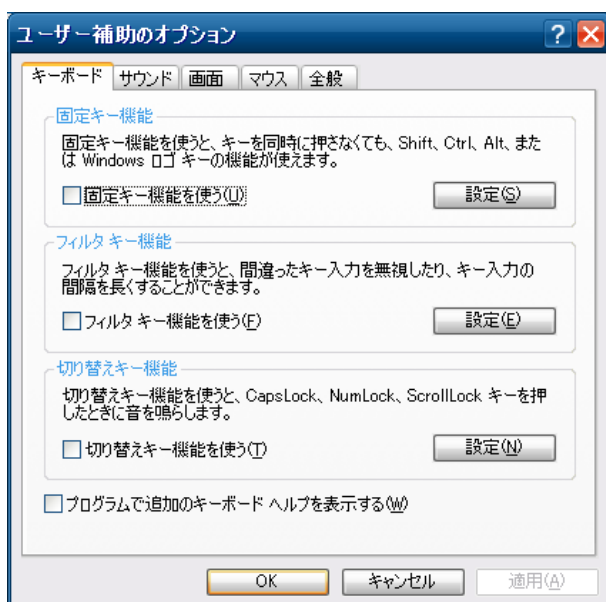 ユーザー補助のオプション
キーボード サウンド 画面 マウス 全般
固定キー機能
固定キー機能を使うと、キーを同時に押さなくても、Shift、Ctrl、Alt、また
は Windows ロゴ キーの機能が使えます。
固定キー機能を使う(U) 設定(S)
フィルタ キー機能
フィルタ キー機能を使うと、間違ったキー入力を無視したり、キー入力の
間隔を長くすることができます。
フィルタ キー機能を使う(F) 設定(E)
切り替えキー機能
切り替えキー機能を使うと、CapsLock、NumLock、ScrollLock キーを押
したときに音を鳴らします。
切り替えキー機能を使う(T) 設定(N)
プログラムで追加のキーボード ヘルプを表示する(W)
OK キャンセル 適用(A)